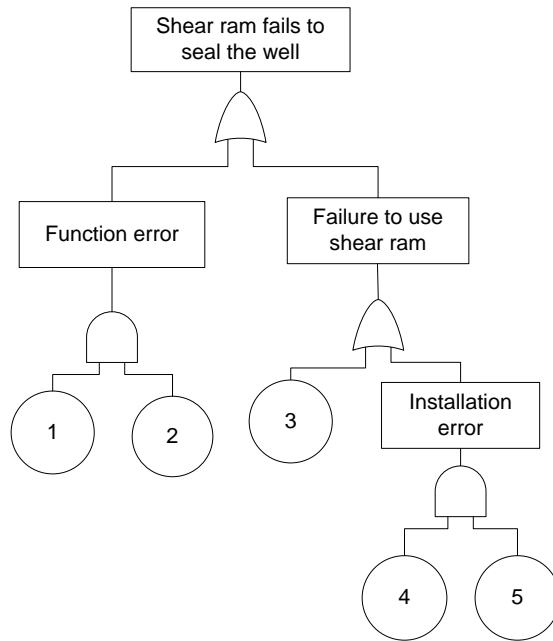 Shear ram fails to
seal the well
Function error
Failure to use
shear ram
1
2
3
Installation
error
4
5